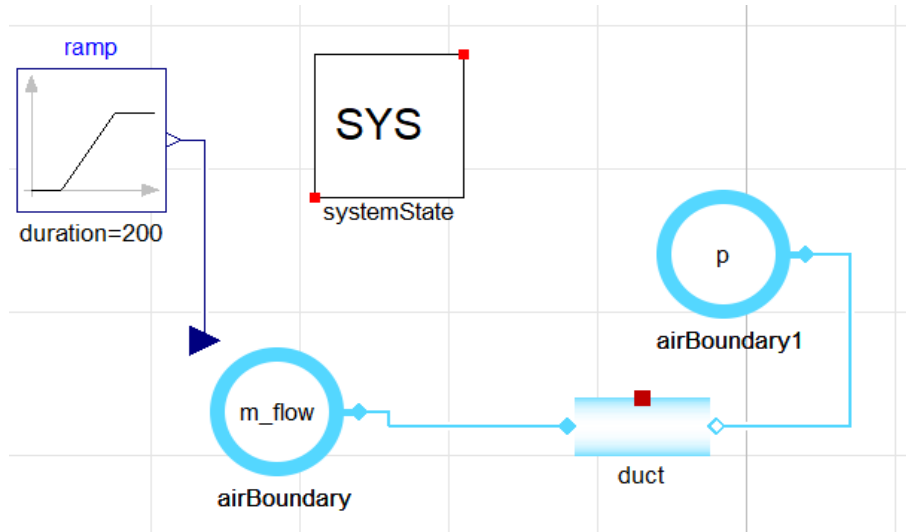 ramp
duration=200
SYS
systemState
p
airBoundary1
m_flow
airBoundary
duct